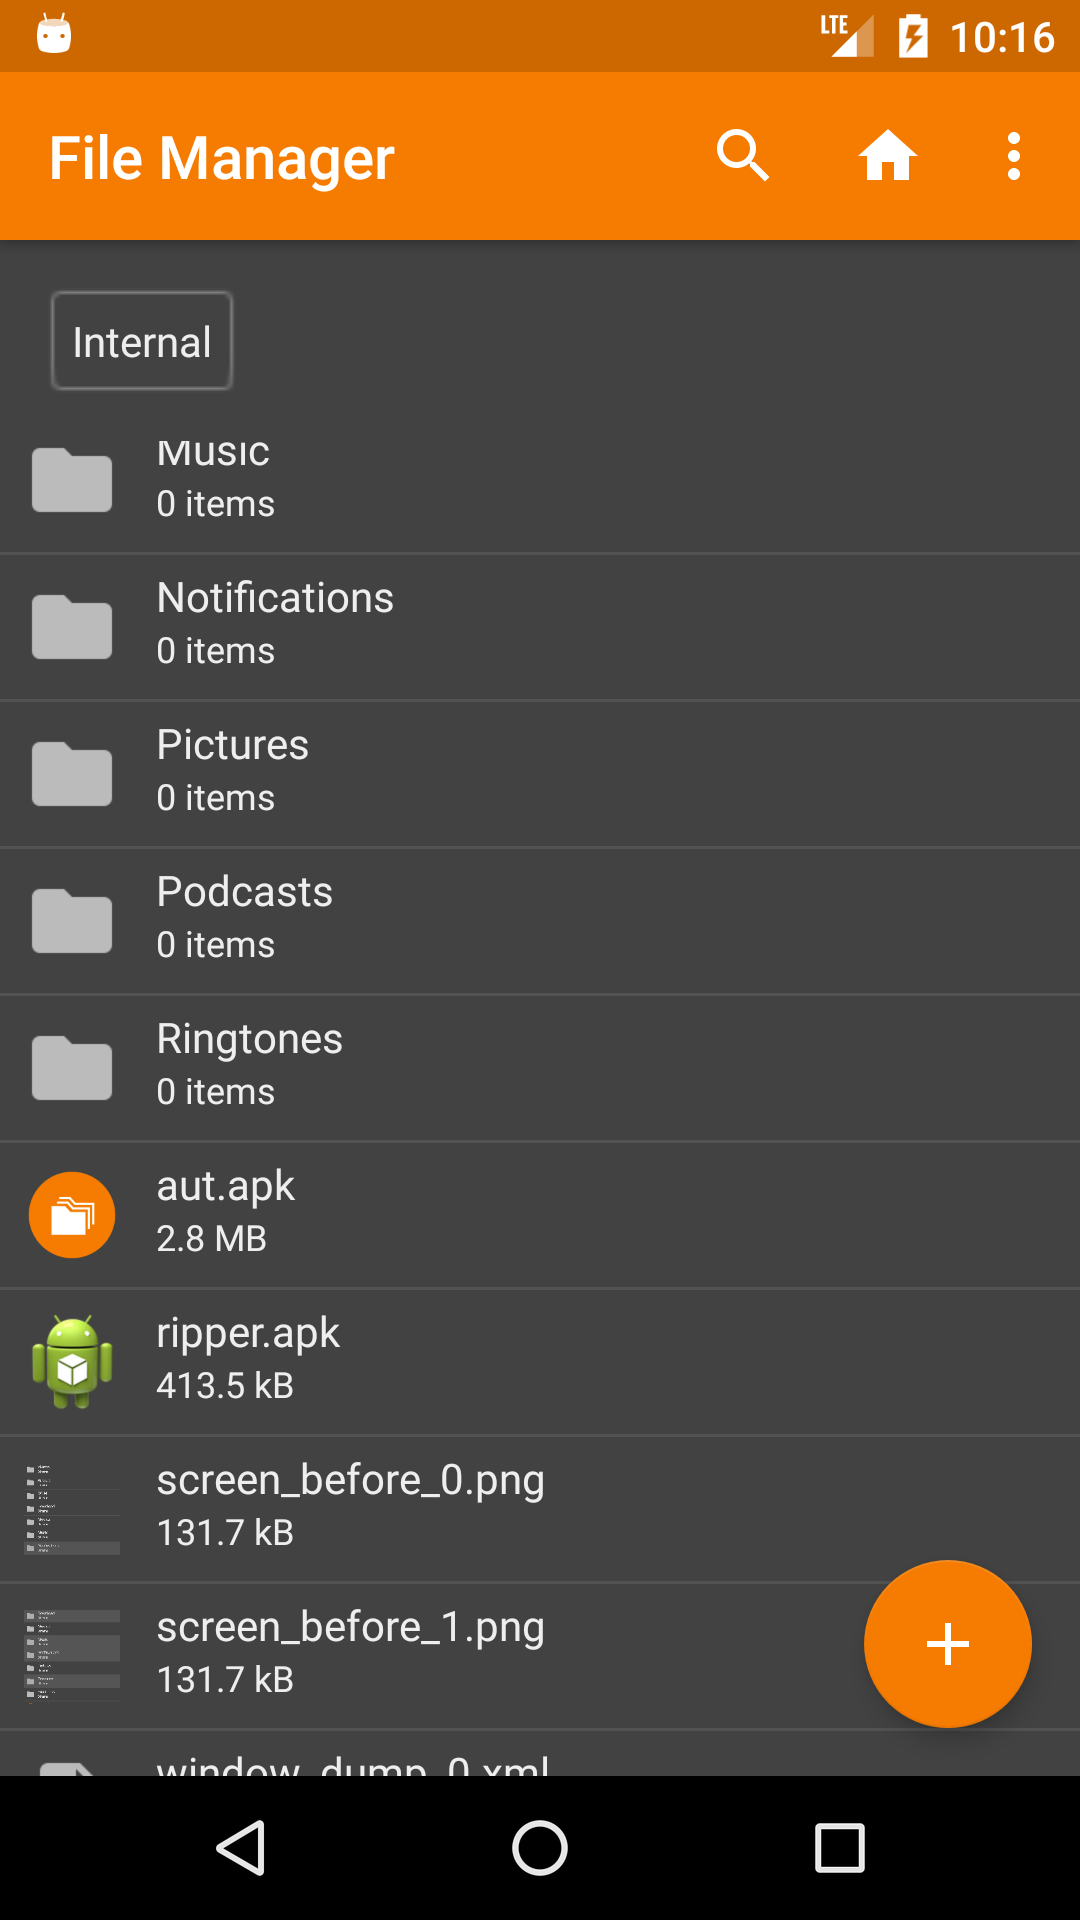 LTE 10:16
File Manager
Internal
Music
0 items
Notifications
0 items
Pictures
0 items
Podcasts
0 items
Ringtones
0 items
aut.apk
2.8 MB
ripper.apk
413.5 kB
screen_before_0.png
131.7 kB
screen_before_1.png
131.7 kB
window_dump_0.xml